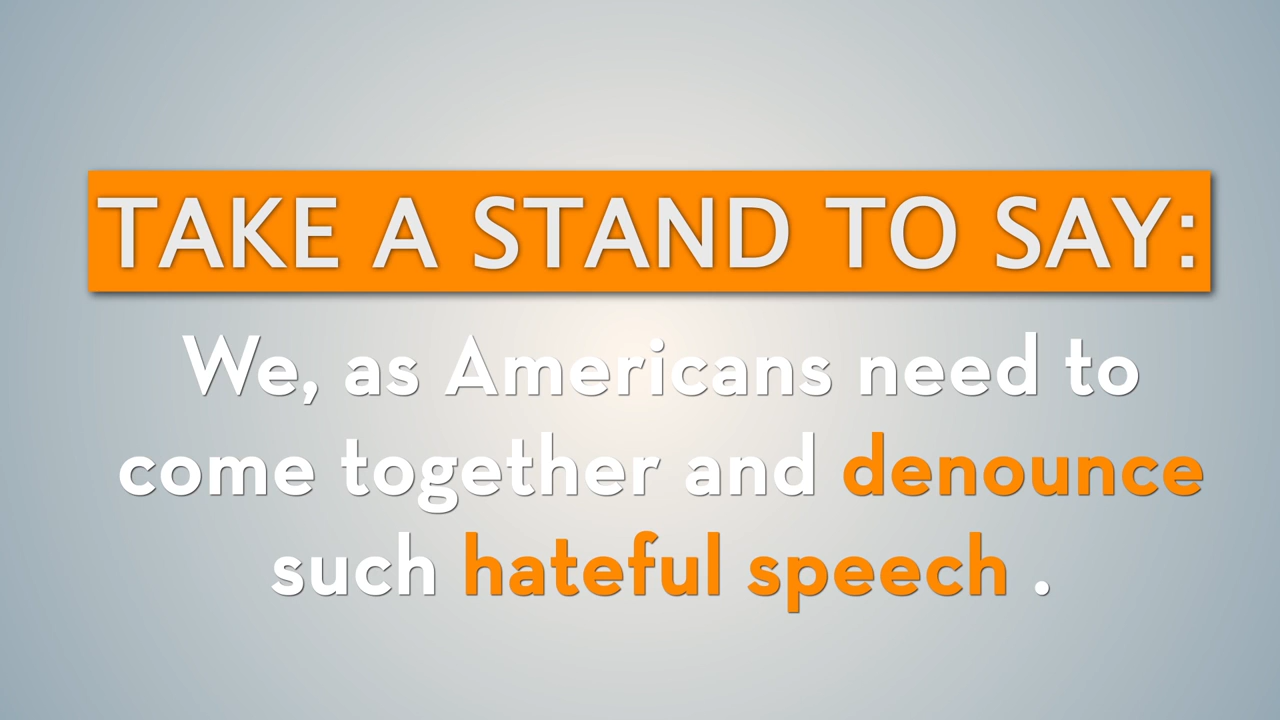 TAKE A STAND TO SAY:
We, as Americans need to
come together and denounce
such hateful speech .